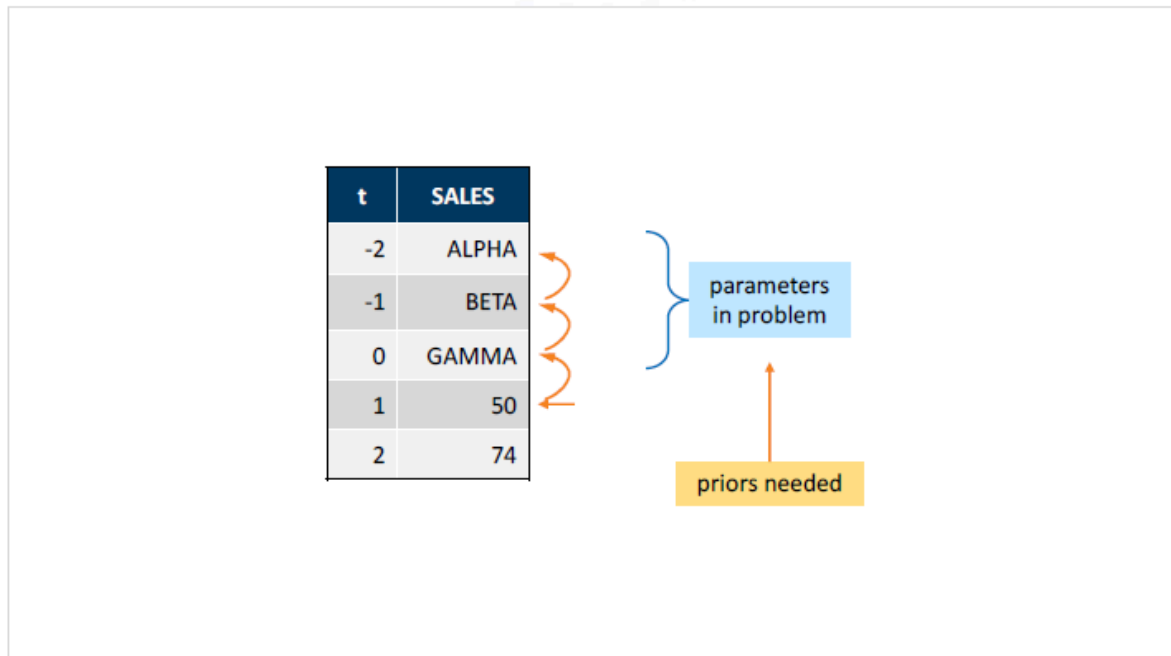 t SALES
-2 ALPHA
-1 BETA
0 GAMMA
1 50
2 74
parameters
in problem
priors needed